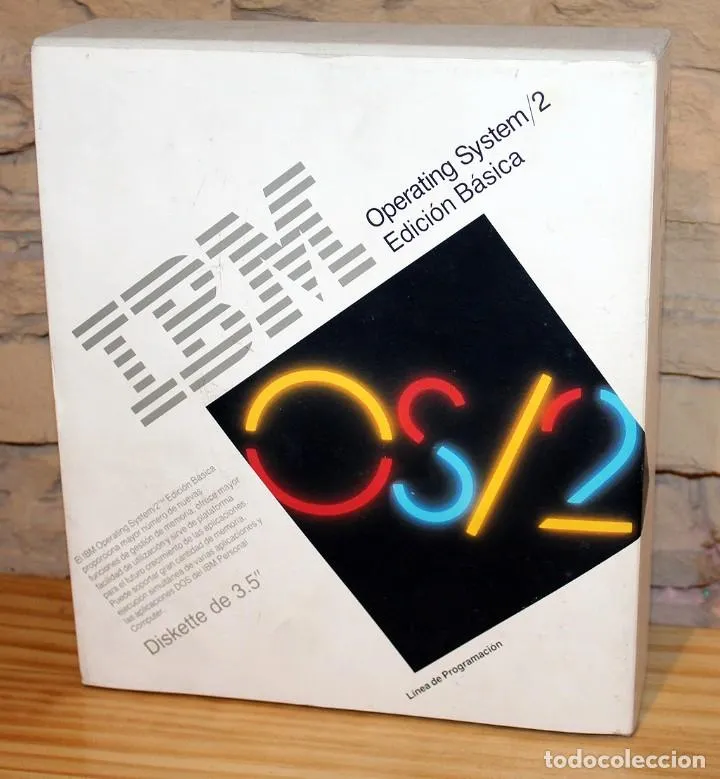 IBM
Operating System/2
Edición Básica
OS/2
El IBM Operating System/2™ Edición Básica
proporciona mayor número de nuevas
funciones de gestión de memoria, ofrece mayor
facilidad de utilización y sirve de plataforma
para el futuro crecimiento de las aplicaciones.
Puede soportar gran cantidad de memoria,
ejecución simultánea de varias aplicaciones y
las aplicaciones DOS del IBM Personal
Computer.
Diskette de 3.5"
Línea de Programación
todocoleccion